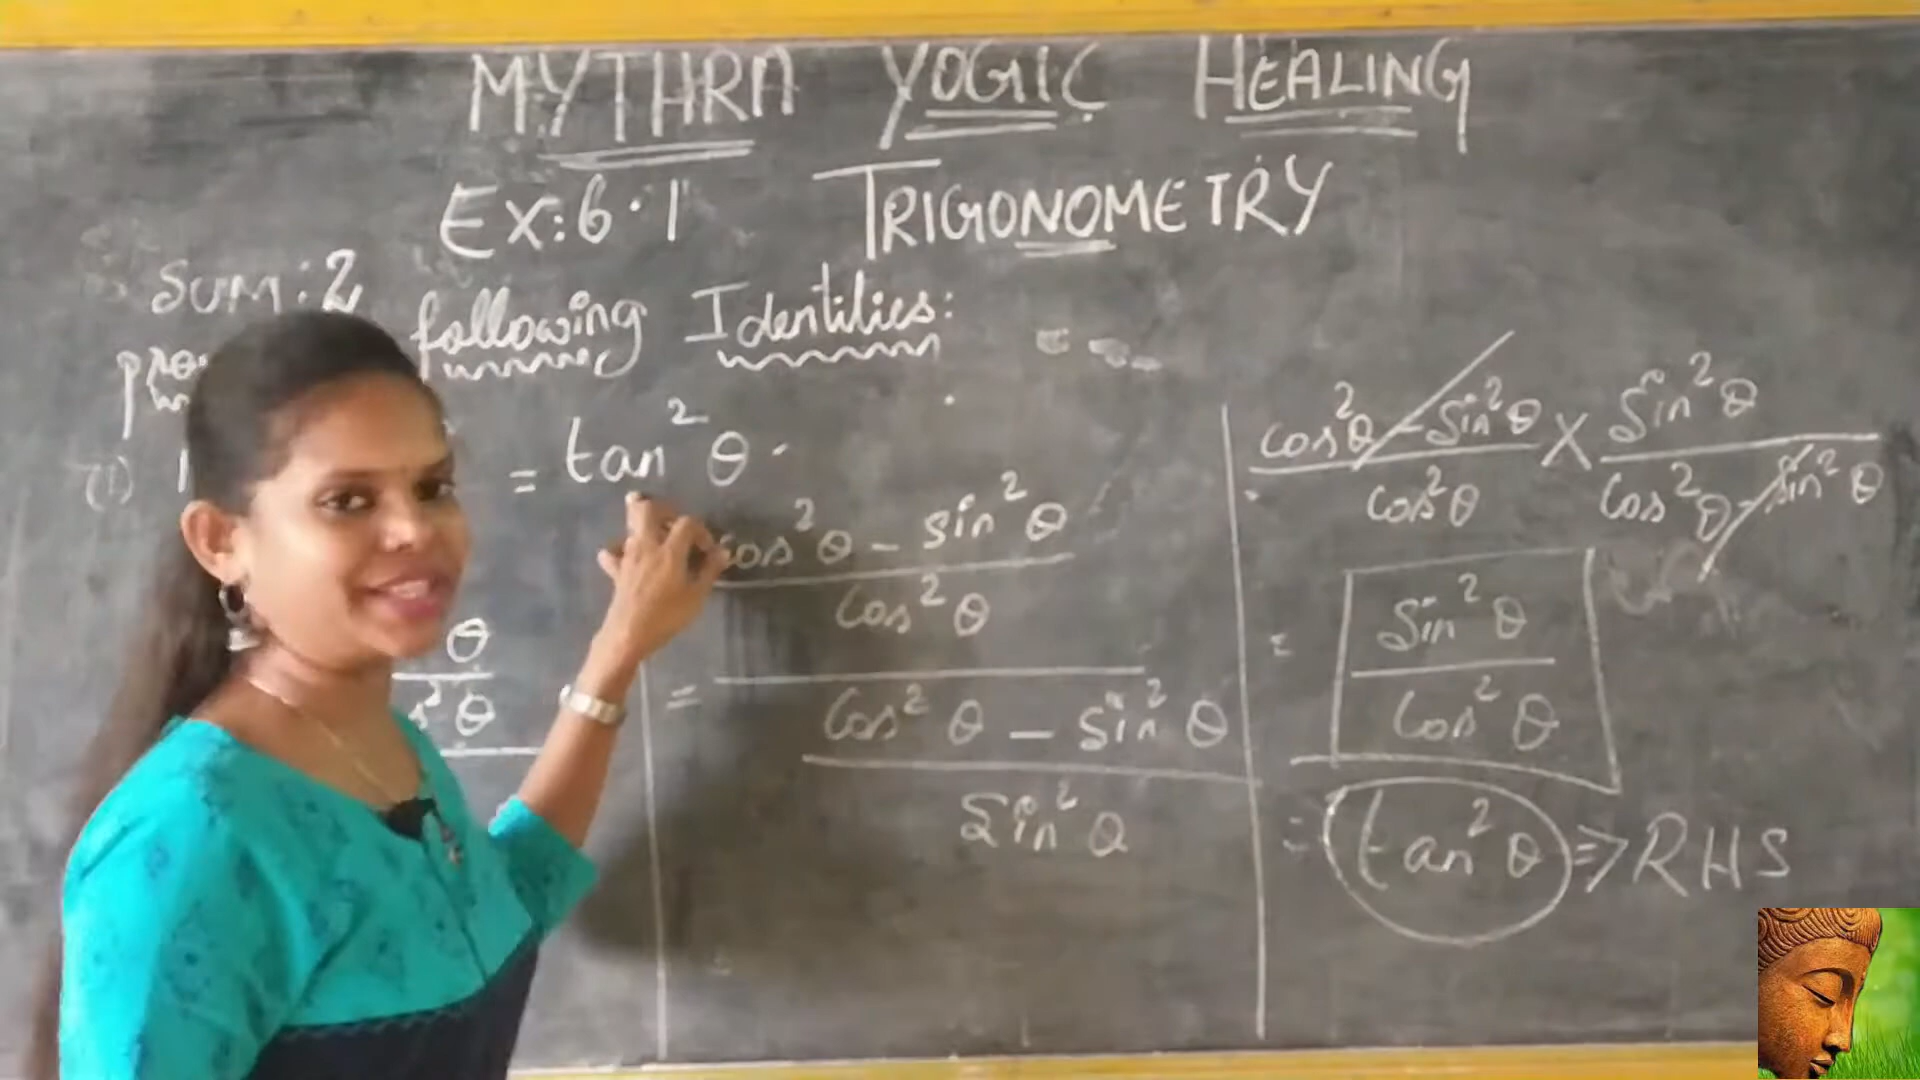 MYTHRA YOGIC HEALING
Ex: 6.1 TRIGONOMETRY
SUM: 2
following Identities:
(i) = tan²θ.
θ
θ
cos²θ - sin²θ
cos²θ
=
cos²θ - sin²θ
sin²θ
cos²θ - sin²θ × sin²θ
cos²θ cos²θ - sin²θ
= sin²θ
cos²θ
= tan²θ => RHS